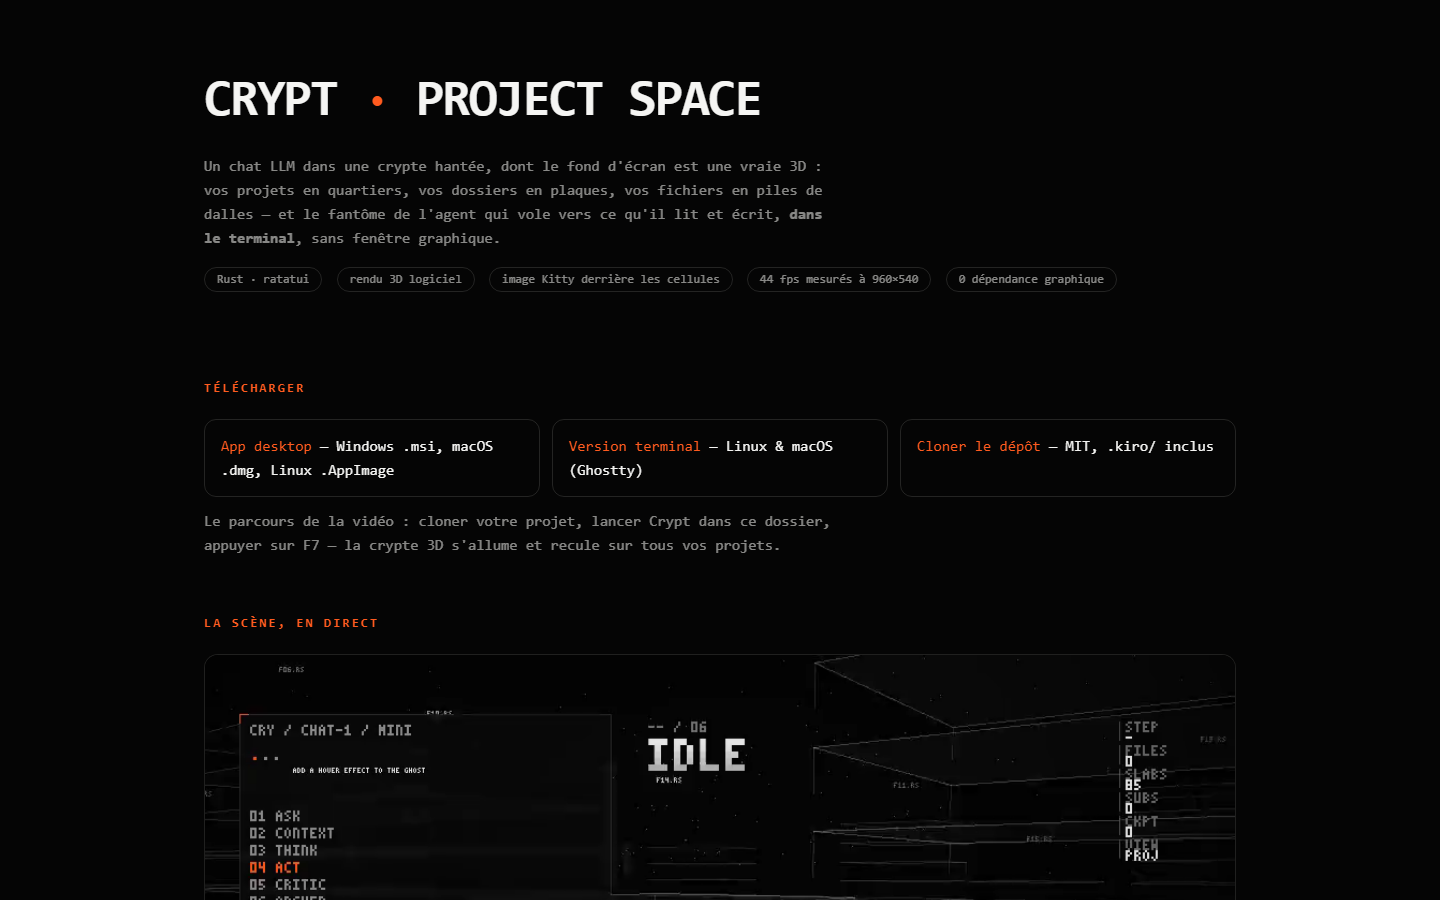 CRYPT • PROJECT SPACE
Un chat LLM dans une crypte hantée, dont le fond d'écran est une vraie 3D :
vos projets en quartiers, vos dossiers en plaques, vos fichiers en piles de
dalles — et le fantôme de l'agent qui vole vers ce qu'il lit et écrit, dans
le terminal, sans fenêtre graphique.
Rust · ratatui
rendu 3D logiciel
image Kitty derrière les cellules
44 fps mesurés à 960×540
0 dépendance graphique
TÉLÉCHARGER
App desktop — Windows .msi, macOS
.dmg, Linux .AppImage
Version terminal — Linux & macOS
(Ghostty)
Cloner le dépôt — MIT, .kiro/ inclus
Le parcours de la vidéo : cloner votre projet, lancer Crypt dans ce dossier,
appuyer sur F7 — la crypte 3D s'allume et recule sur tous vos projets.
LA SCÈNE, EN DIRECT
F06.RS
CRY / CHAT-1 / MINI
ADD A HOVER EFFECT TO THE GHOST
01 ASK
02 CONTEXT
03 THINK
04 ACT
05 CRITIC
-- / 06
IDLE
F14.RS
F11.RS
STEP
–
FILES
0
SLABS
85
SUBS
0
CKPT
0
VIEW
PROJ